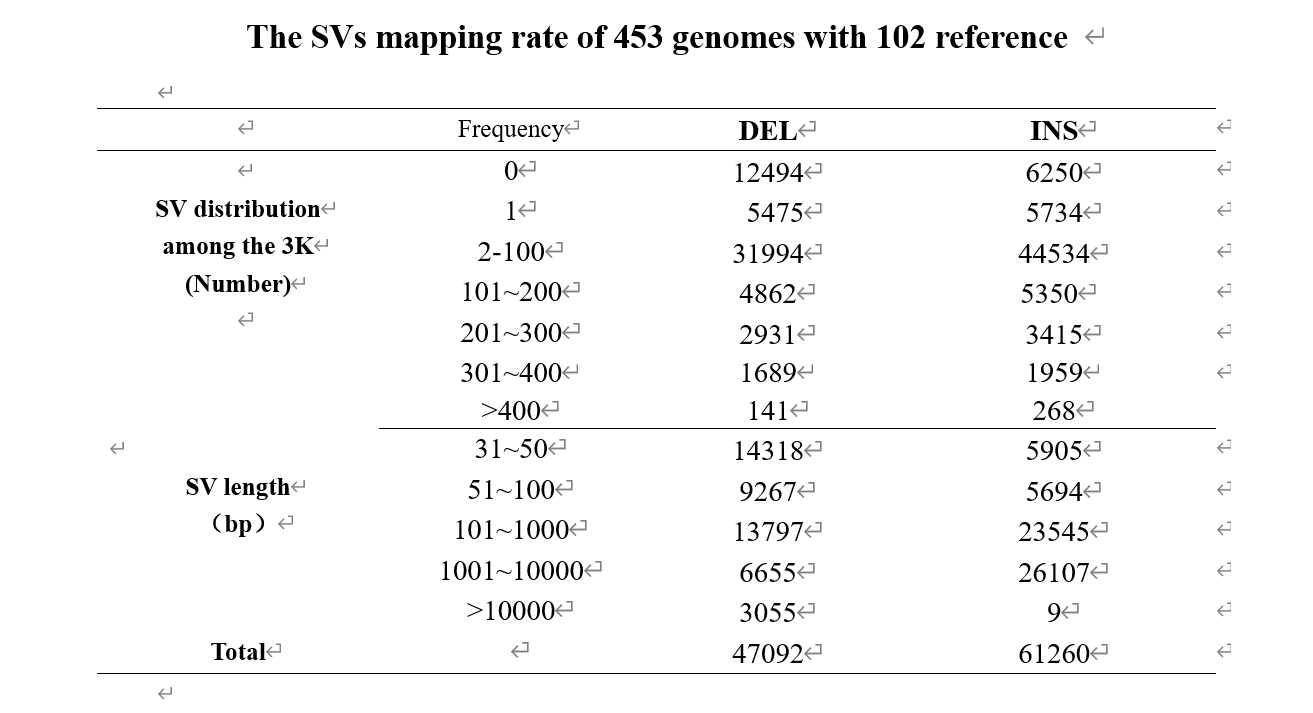 The SVs mapping rate of 453 genomes with 102 reference
Frequency DEL INS
0 12494 6250
SV distribution 1 5475 5734
among the 3K 2-100 31994 44534
(Number) 101~200 4862 5350
201~300 2931 3415
301~400 1689 1959
>400 141 268
31~50 14318 5905
SV length 51~100 9267 5694
（bp） 101~1000 13797 23545
1001~10000 6655 26107
>10000 3055 9
Total 47092 61260